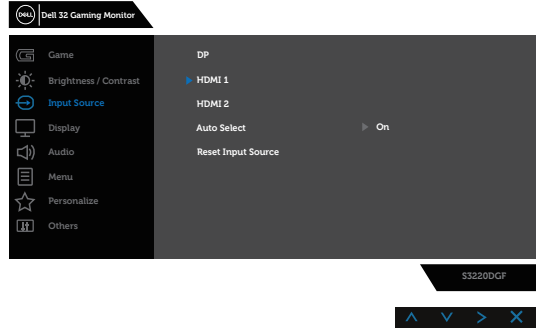 DELL Dell 32 Gaming Monitor
Game
Brightness / Contrast
Input Source
Display
Audio
Menu
Personalize
Others
DP
HDMI 1
HDMI 2
Auto Select On
Reset Input Source
S3220DGF